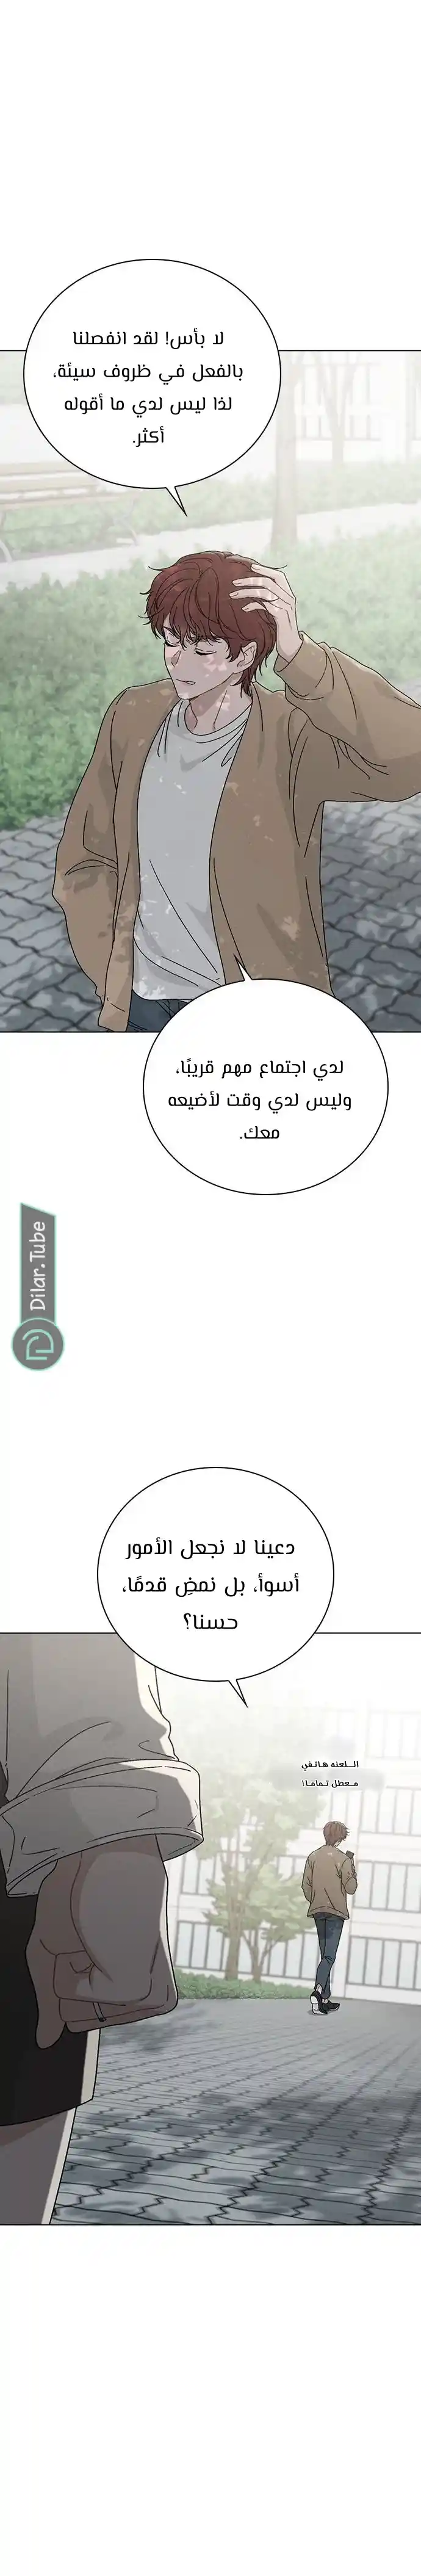 لا بأس! لقد انفصلنا
بالفعل في ظروف سيئة،
لذا ليس لدي ما أقوله
أكثر.
لدي اجتماع مهم قريبًا،
وليس لدي وقت لأضيعه
معك.
Dilar.Tube
دعينا لا نجعل الأمور
أسوأ، بل نمضِ قدمًا،
حسنا؟
اللعنه هاتفي
معطل تماما!